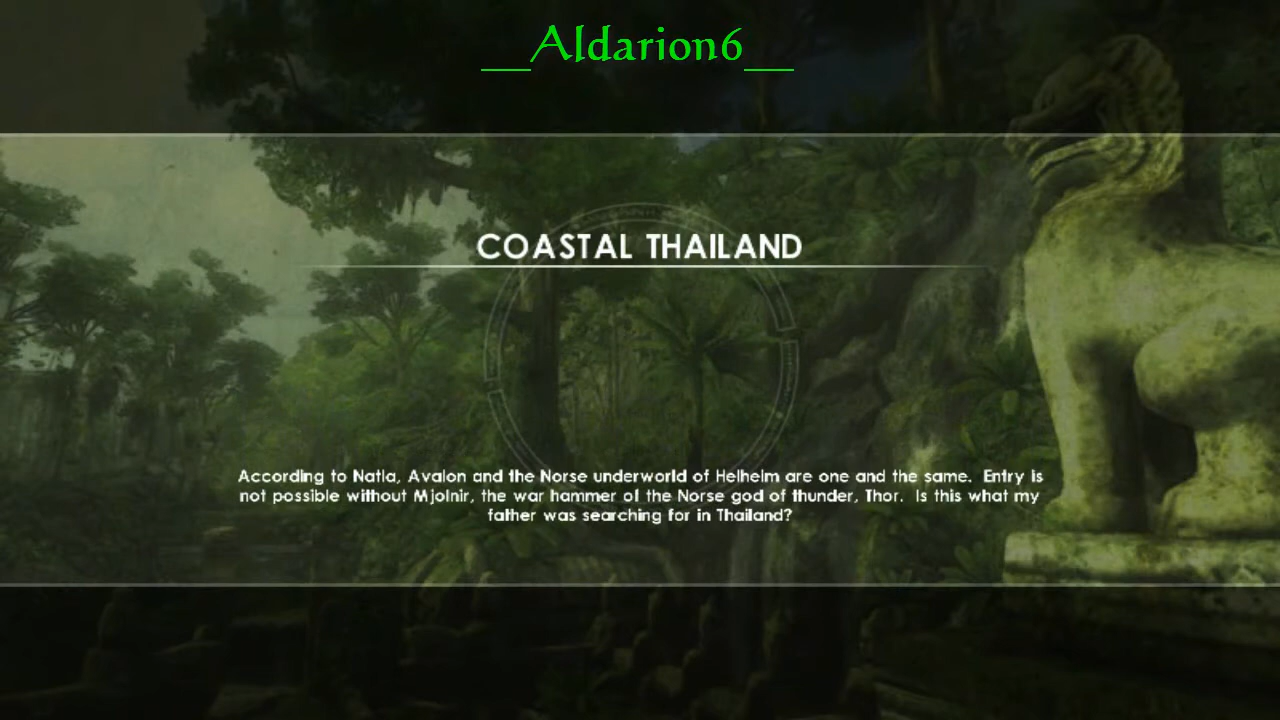 __Aldarion6__
COASTAL THAILAND
According to Natla, Avalon and the Norse underworld of Helheim are one and the same.  Entry is
not possible without Mjolnir, the war hammer of the Norse god of thunder, Thor.  Is this what my
father was searching for in Thailand?